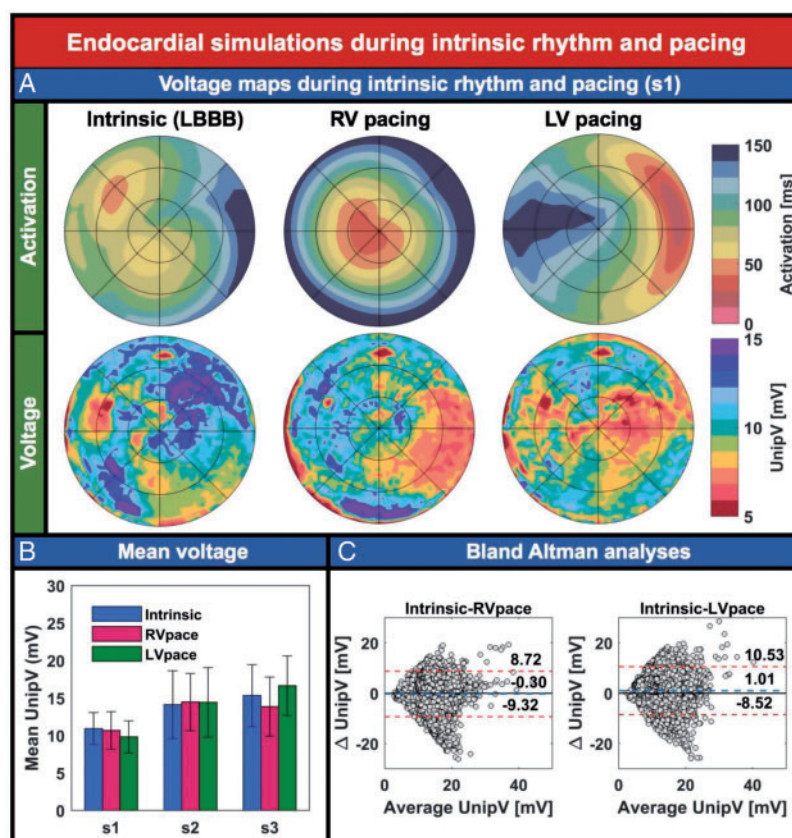 Endocardial simulations during intrinsic rhythm and pacing
A Voltage maps during intrinsic rhythm and pacing (s1)
Intrinsic (LBBB) RV pacing LV pacing
Activation
150
100
50
0
Activation [ms]
Voltage
15
10
5
UnipV [mV]
B Mean voltage
30
25
20
15
10
5
0
Mean UnipV (mV)
Intrinsic
RVpace
LVpace
s1 s2 s3
C Bland Altman analyses
Intrinsic-RVpace
Δ UnipV [mV]
20
0
-20
8.72
-0.30
-9.32
0 20 40
Average UnipV [mV]
Intrinsic-LVpace
Δ UnipV [mV]
20
0
-20
10.53
1.01
-8.52
0 20 40
Average UnipV [mV]